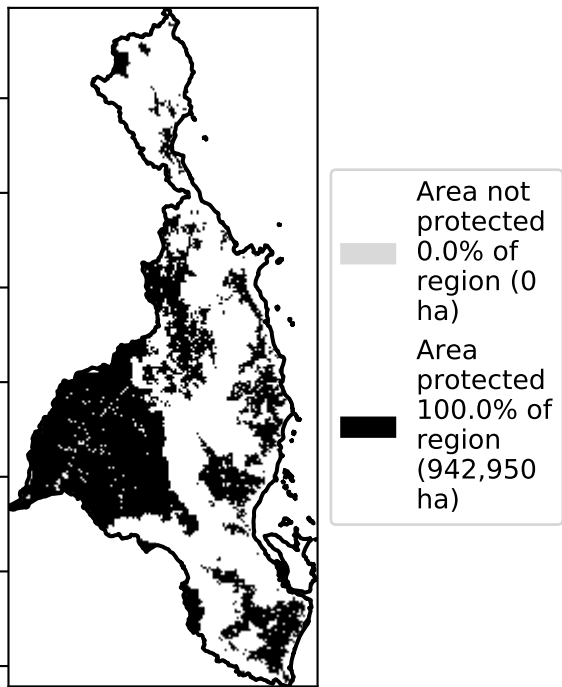 Area not
protected
0.0% of
region (0
ha)
Area
protected
100.0% of
region
(942,950
ha)